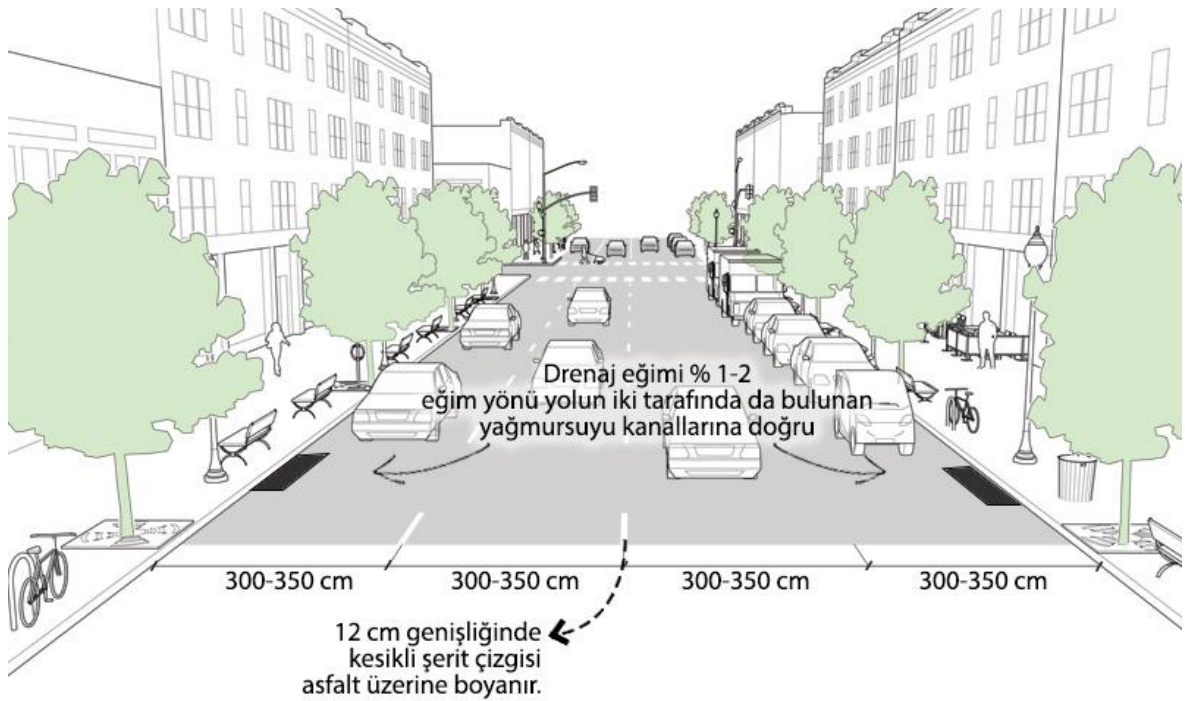 Drenaj eğimi % 1-2
eğim yönü yolun iki tarafında da bulunan
yağmursuyu kanallarına doğru
300-350 cm
300-350 cm
300-350 cm
300-350 cm
12 cm genişliğinde
kesikli şerit çizgisi
asfalt üzerine boyanır.